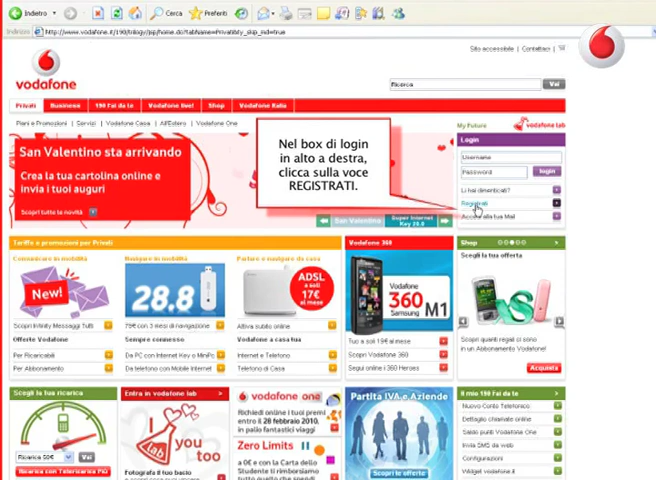 Indietro
Cerca
Preferiti
Indirizzo
http://www.vodafone.it/190/trilogy/jsp/home.do?tabName=Privati&ty_skip_md=true
Sito accessibile | Contattaci |
vodafone
Ricerca
Vai
Privati
Business
190 Fai da te
Vodafone live!
Shop
Vodafone Italia
Piani e Promozioni | Servizi | Vodafone Casa | All'Estero | Vodafone One
My Future
vodafone lab
San Valentino sta arrivando
Crea la tua cartolina online e
invia i tuoi auguri
Scopri tutte le novità
Nel box di login
in alto a destra,
clicca sulla voce
REGISTRATI.
San Valentino
Super Internet
Key 28.8
Login
Username
Password
login
Li hai dimenticati?
Registrati
Accedi alla tua Mail
Tariffe e promozioni per Privati
Comunicare in mobilità
New!
Scopri Infinity Messaggi Tutti
Offerte Vodafone
Per Ricaricabili
Per Abbonamento
Navigare in mobilità
28.8
79€ con 3 mesi di navigazione
Sempre connesso
Da PC con Internet Key o MiniPc
Da telefono con Mobile Internet
Parlare e navigare da casa
ADSL
a soli
17€
al mese
Attiva subito online
Vodafone a casa tua
Internet e Telefono
Telefono di Casa
Vodafone 360
Vodafone
360
Samsung M1
Tuo a soli 19€ al mese
Scopri Vodafone 360
Segui online i 360 Heroes
Shop
Scegli la tua offerta
Scopri quanti regali ci sono
in un Abbonamento Vodafone!
Acquista
Scegli la tua ricarica
Ricarica 50€
Vai
Ricarica con Telericarica Più
Entra in vodafone lab
lab
you
too
Fotografa il tuo bacio
vodafone one
Richiedi online i tuoi premi
entro il 28 febbraio 2010,
in palio fantastici viaggi
Zero Limits
a 0€ e con la Carta dello
Studente ti rimborsiamo
Partita IVA e Aziende
Scopri le offerte
Il mio 190 Fai da te
Nuovo Conto Telefonico
Dettaglio chiamate online
Saldo punti Vodafone One
Invia SMS da web
Configurazioni
Widget vodafone.it